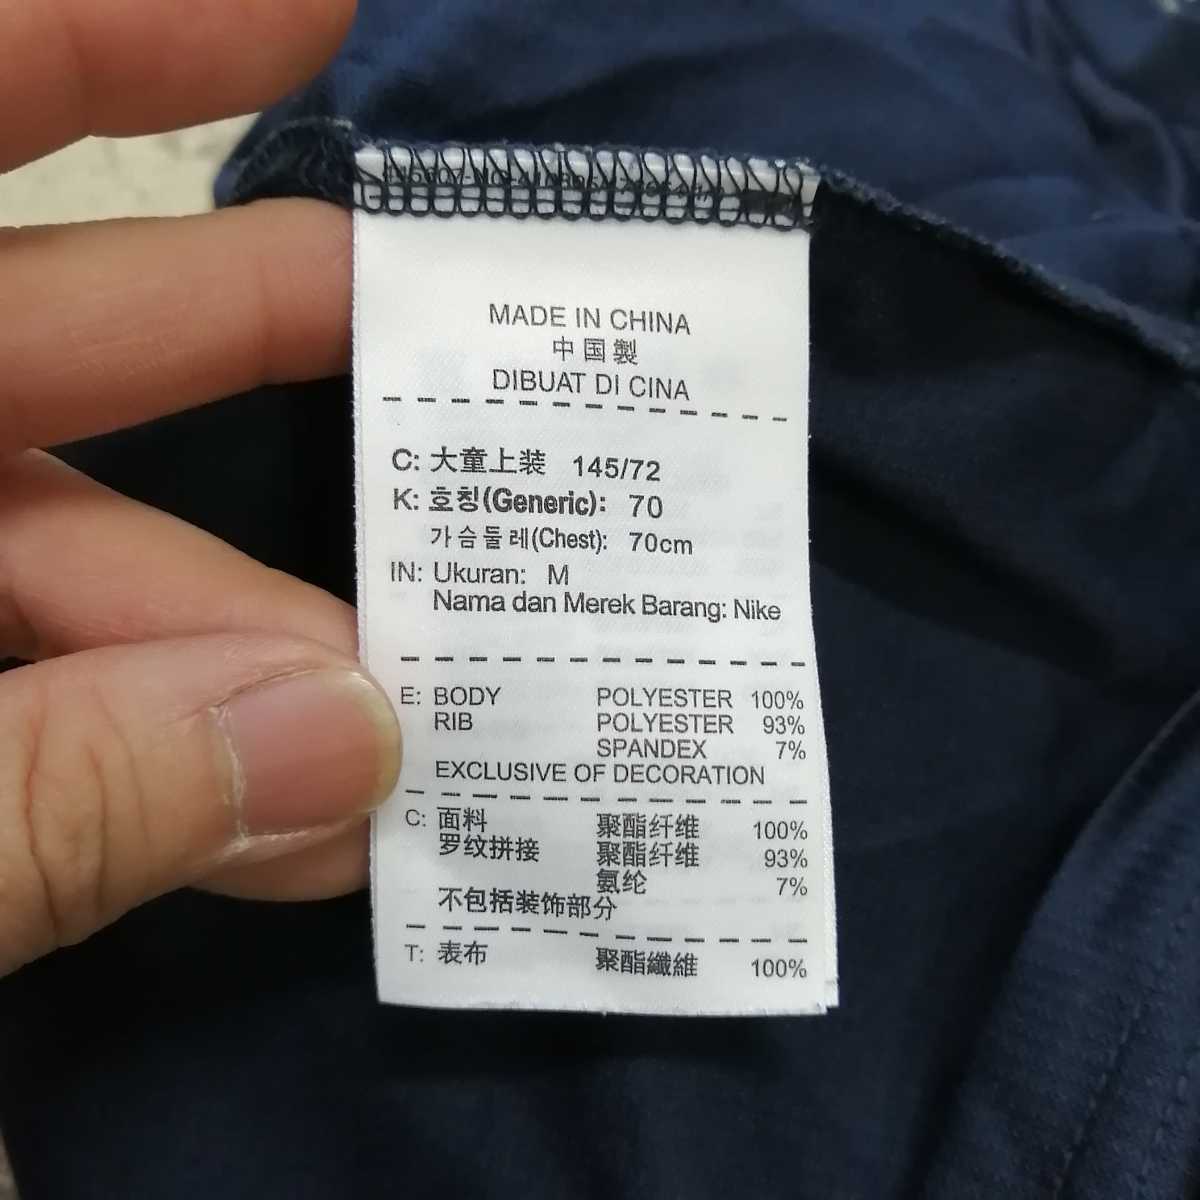 MADE IN CHINA
中国製
DIBUAT DI CINA
C: 大童上装 145/72
K: 호칭(Generic): 70
가슴둘레(Chest): 70cm
IN: Ukuran: M
Nama dan Merek Barang: Nike
E: BODY POLYESTER 100%
RIB POLYESTER 93%
SPANDEX 7%
EXCLUSIVE OF DECORATION
C: 面料 聚酯纤维 100%
罗纹拼接 聚酯纤维 93%
氨纶 7%
不包括装饰部分
T: 表布 聚酯纖維 100%